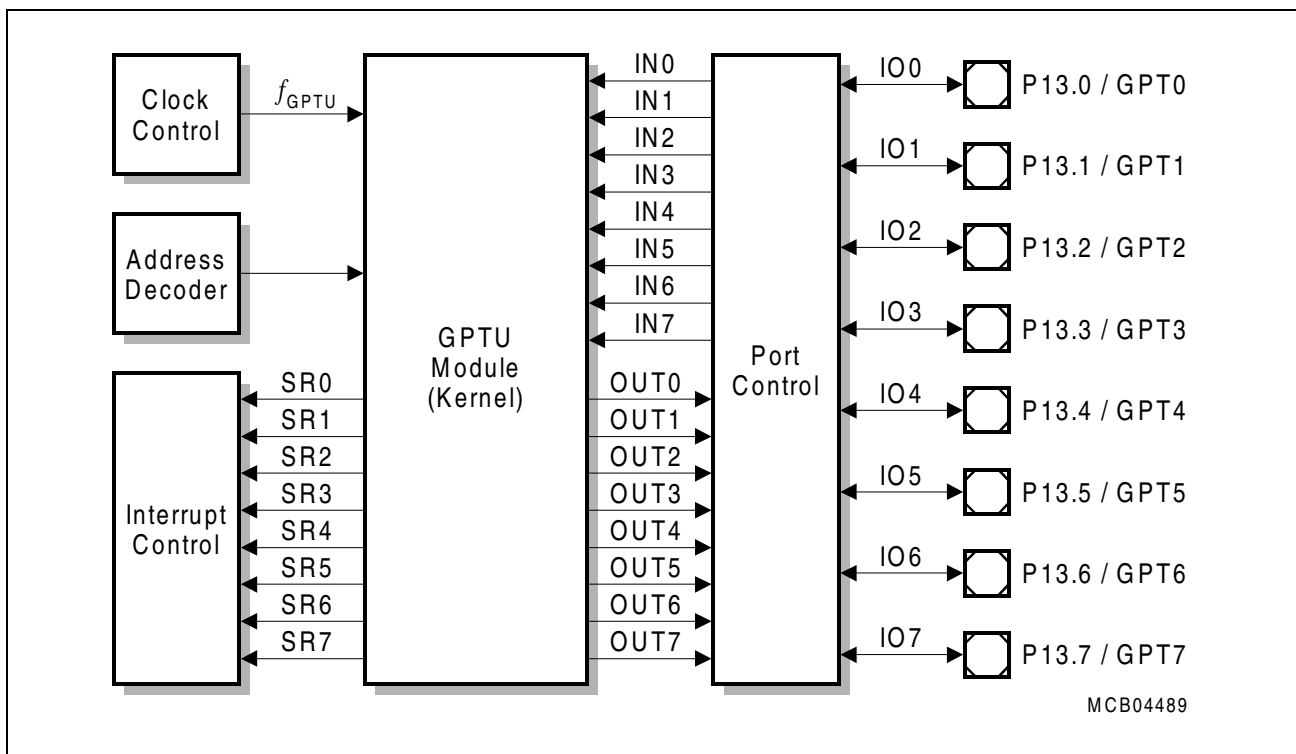 Clock
Control
fGPTU
Address
Decoder
Interrupt
Control
SR0
SR1
SR2
SR3
SR4
SR5
SR6
SR7
GPTU
Module
(Kernel)
IN0
IN1
IN2
IN3
IN4
IN5
IN6
IN7
OUT0
OUT1
OUT2
OUT3
OUT4
OUT5
OUT6
OUT7
Port
Control
IO0
IO1
IO2
IO3
IO4
IO5
IO6
IO7
P13.0 / GPT0
P13.1 / GPT1
P13.2 / GPT2
P13.3 / GPT3
P13.4 / GPT4
P13.5 / GPT5
P13.6 / GPT6
P13.7 / GPT7
MCB04489